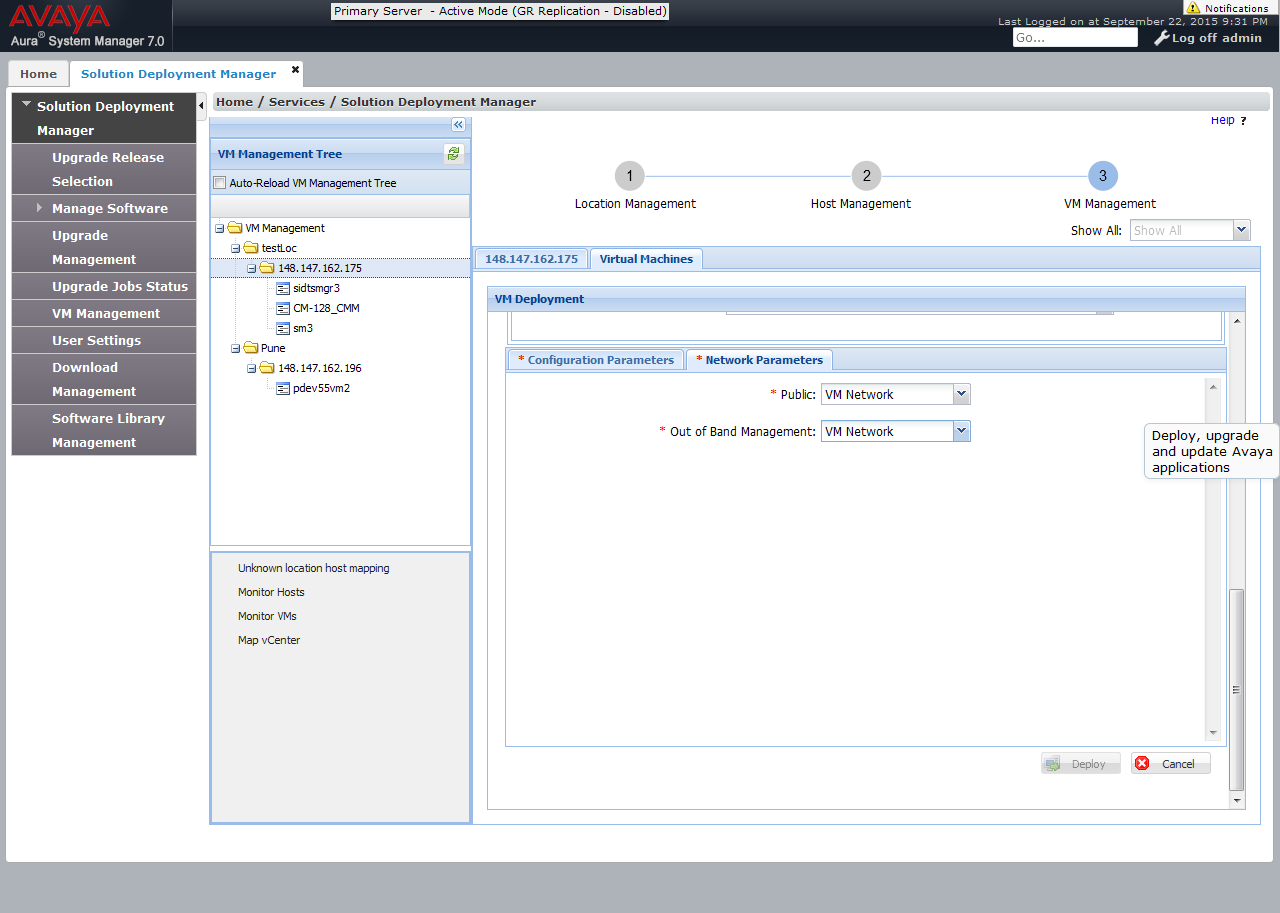 AVAYA
Aura® System Manager 7.0
Primary Server - Active Mode (GR Replication - Disabled)
Notifications
Last Logged on at September 22, 2015 9:31 PM
Go...
Log off admin
Home
Solution Deployment Manager
Solution Deployment
Manager
Upgrade Release
Selection
Manage Software
Upgrade
Management
Upgrade Jobs Status
VM Management
User Settings
Download
Management
Software Library
Management
Home / Services / Solution Deployment Manager
Help ?
VM Management Tree
Auto-Reload VM Management Tree
VM Management
testLoc
148.147.162.175
sidtsmgr3
CM-128_CMM
sm3
Pune
148.147.162.196
pdev55vm2
Unknown location host mapping
Monitor Hosts
Monitor VMs
Map vCenter
1
2
3
Location Management
Host Management
VM Management
Show All:
Show All
148.147.162.175
Virtual Machines
VM Deployment
* Configuration Parameters
* Network Parameters
* Public:
VM Network
* Out of Band Management:
VM Network
Deploy, upgrade
and update Avaya
applications
Deploy
Cancel